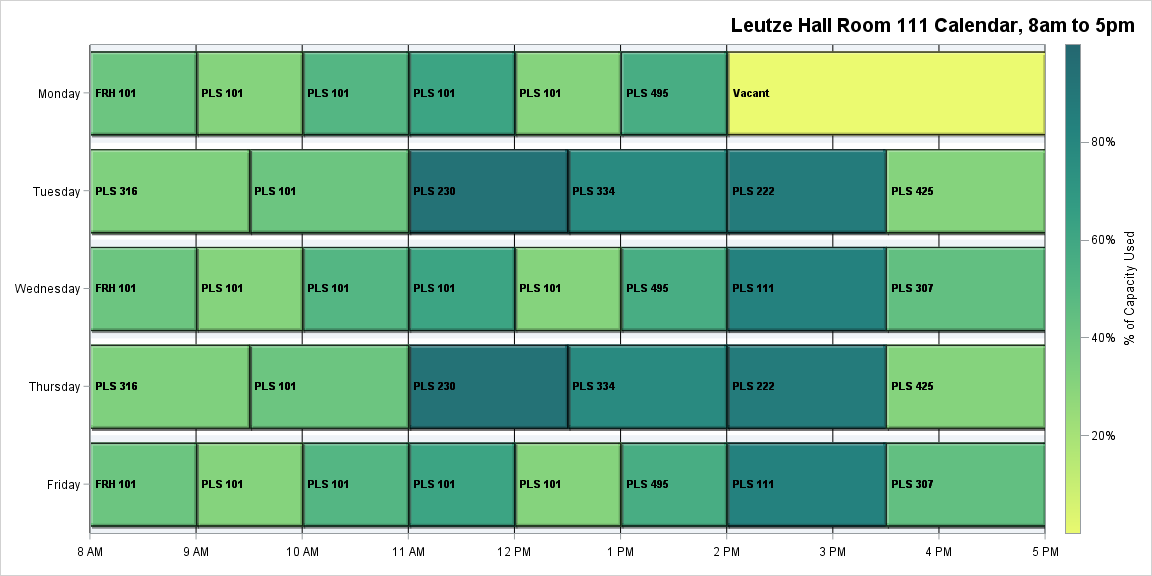 Leutze Hall Room 111 Calendar, 8am to 5pm
Monday
FRH 101
PLS 101
PLS 101
PLS 101
PLS 101
PLS 495
Vacant
Tuesday
PLS 316
PLS 101
PLS 230
PLS 334
PLS 222
PLS 425
Wednesday
FRH 101
PLS 101
PLS 101
PLS 101
PLS 101
PLS 495
PLS 111
PLS 307
Thursday
PLS 316
PLS 101
PLS 230
PLS 334
PLS 222
PLS 425
Friday
FRH 101
PLS 101
PLS 101
PLS 101
PLS 101
PLS 495
PLS 111
PLS 307
8 AM
9 AM
10 AM
11 AM
12 PM
1 PM
2 PM
3 PM
4 PM
5 PM
80%
60%
40%
20%
% of Capacity Used